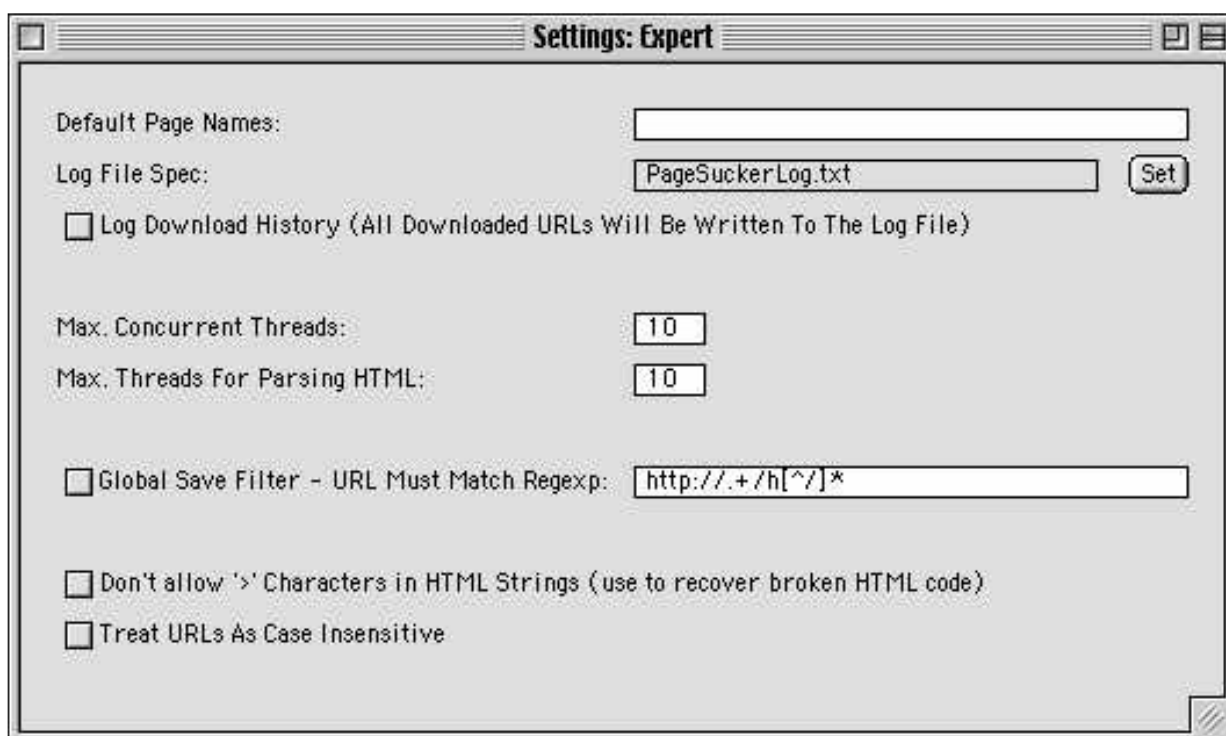 Settings: Expert
Default Page Names:
Log File Spec: PageSuckerLog.txt Set
Log Download History (All Downloaded URLs Will Be Written To The Log File)
Max. Concurrent Threads: 10
Max. Threads For Parsing HTML: 10
Global Save Filter - URL Must Match Regexp: http://.+/h[^/]*
Don't allow '>' Characters in HTML Strings (use to recover broken HTML code)
Treat URLs As Case Insensitive